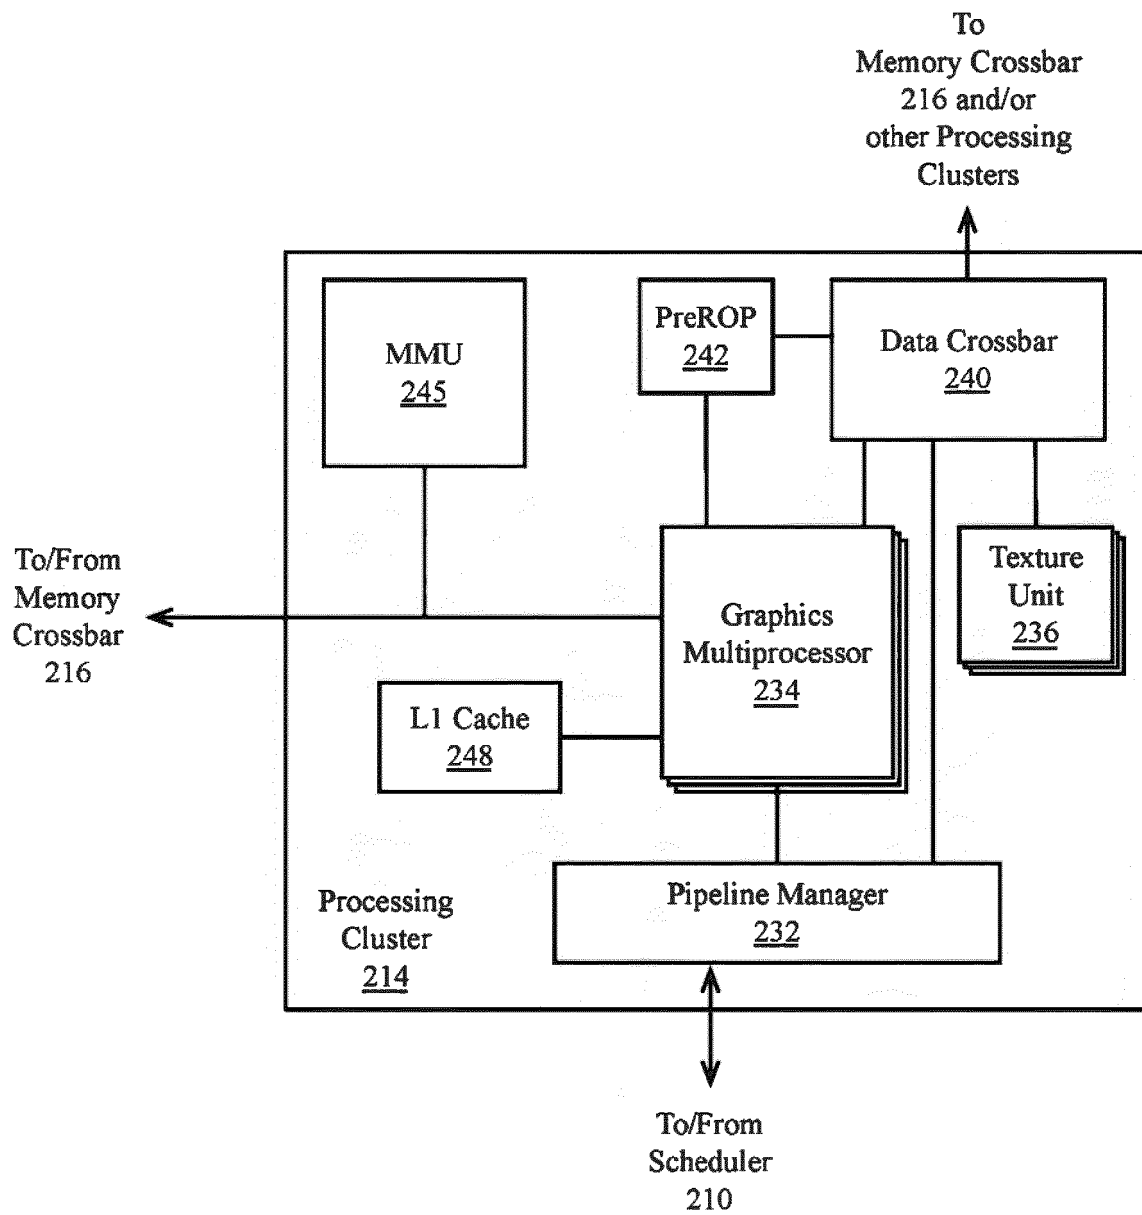 To
Memory Crossbar
216 and/or
other Processing
Clusters
MMU
245
PreROP
242
Data Crossbar
240
To/From
Memory
Crossbar
216
Graphics
Multiprocessor
234
Texture
Unit
236
L1 Cache
248
Pipeline Manager
232
Processing
Cluster
214
To/From
Scheduler
210